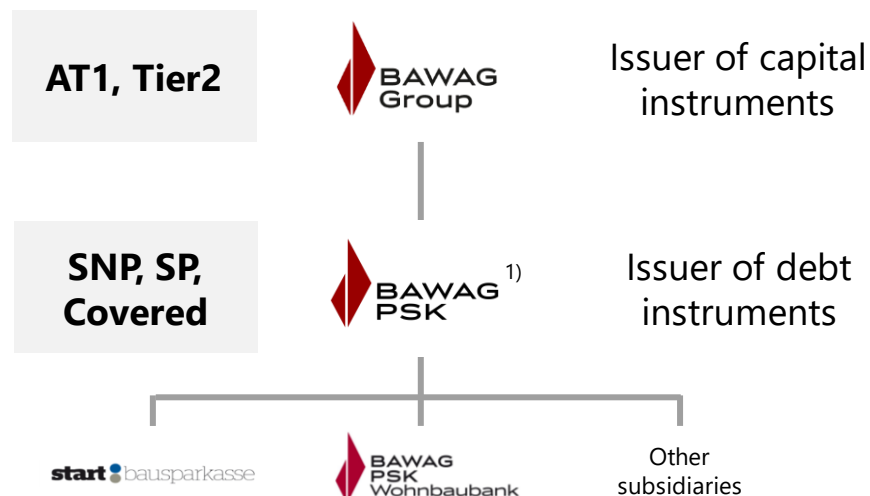 AT1, Tier2
BAWAG
Group
Issuer of capital
instruments
SNP, SP,
Covered
BAWAG
PSK
1)
Issuer of debt
instruments
start:bausparkasse
BAWAG
PSK
Wohnbaubank
Other
subsidiaries